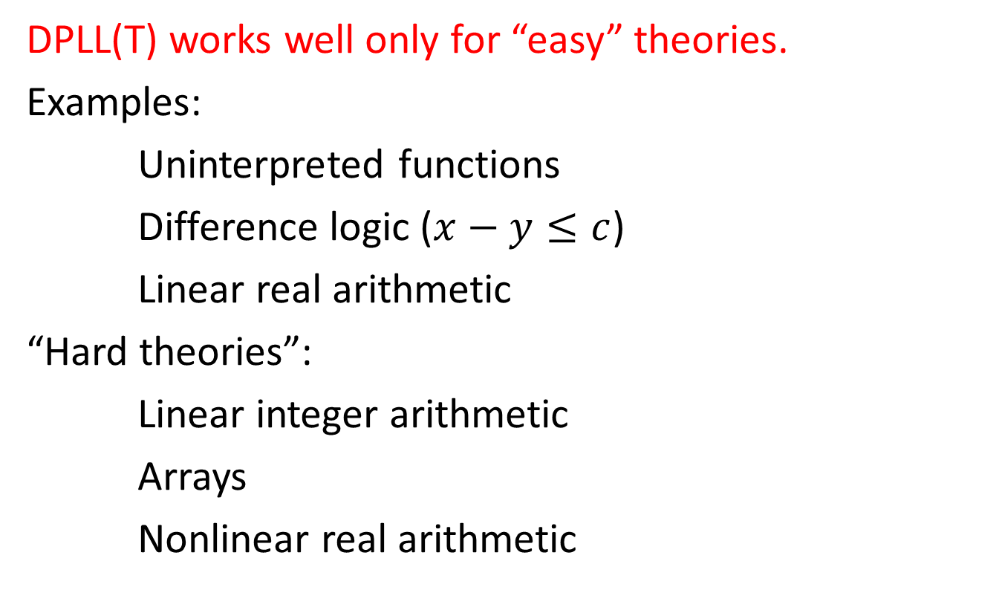 DPLL(T) works well only for “easy” theories.
Examples:
Uninterpreted functions
Difference logic (𝑥 − 𝑦 ≤ 𝑐)
Linear real arithmetic
“Hard theories”:
Linear integer arithmetic
Arrays
Nonlinear real arithmetic